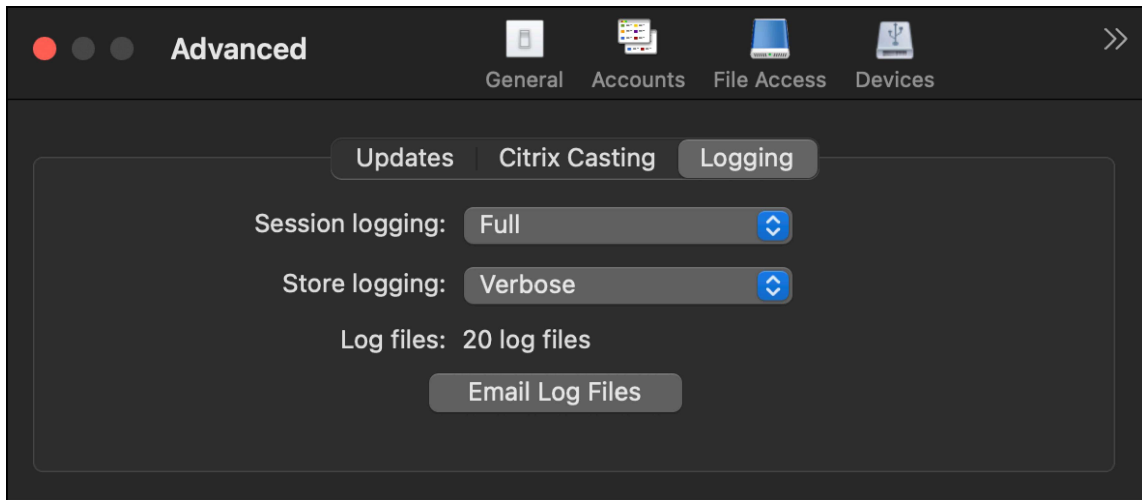 Advanced
General Accounts File Access Devices
Updates Citrix Casting Logging
Session logging: Full
Store logging: Verbose
Log files: 20 log files
Email Log Files